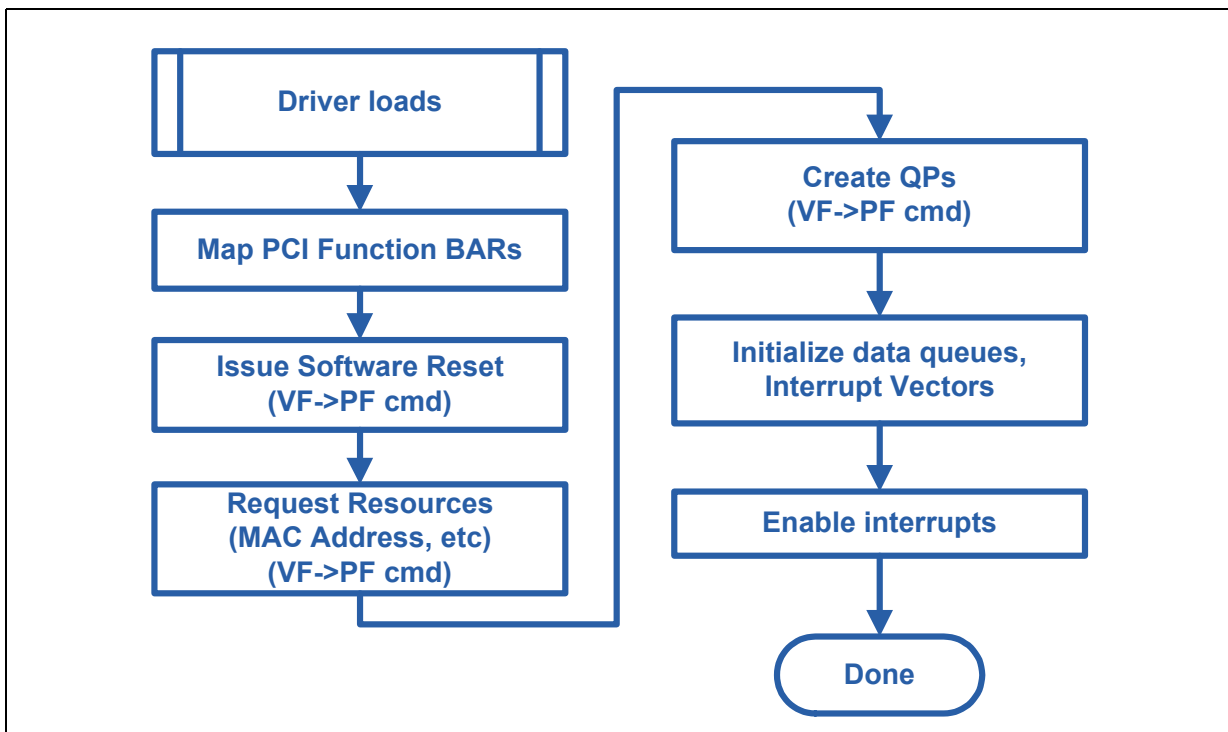 Driver loads
Map PCI Function BARs
Issue Software Reset
(VF->PF cmd)
Request Resources
(MAC Address, etc)
(VF->PF cmd)
Create QPs
(VF->PF cmd)
Initialize data queues,
Interrupt Vectors
Enable interrupts
Done